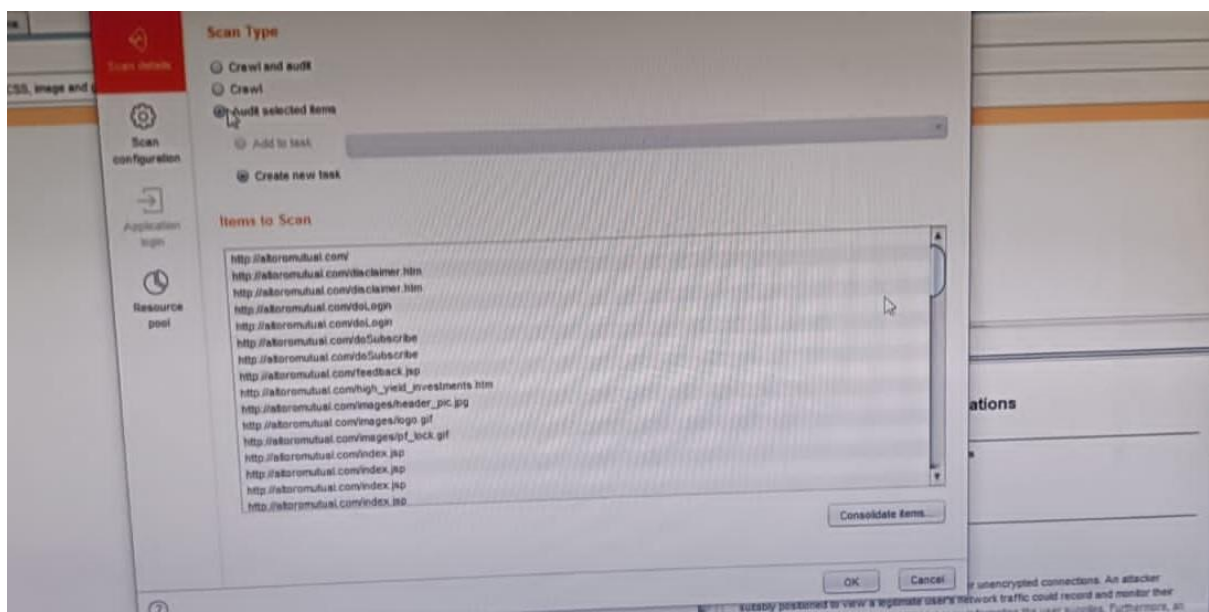 Scan Type
Scan details
Crawl and audit
CSS, image and g
Crawl
Audit selected items
Add to task
Scan configuration
Create new task
Application login
Items to Scan
http://altoromutual.com/
http://altoromutual.com/disclaimer.htm
http://altoromutual.com/disclaimer.htm
http://altoromutual.com/doLogin
http://altoromutual.com/doLogin
http://altoromutual.com/doSubscribe
http://altoromutual.com/doSubscribe
http://altoromutual.com/feedback.jsp
http://altoromutual.com/high_yield_investments.htm
http://altoromutual.com/images/header_pic.jpg
http://altoromutual.com/images/logo.gif
http://altoromutual.com/images/pf_lock.gif
http://altoromutual.com/index.jsp
http://altoromutual.com/index.jsp
http://altoromutual.com/index.jsp
http://altoromutual.com/index.jsp
Resource pool
ations
Consolidate items...
OK
Cancel
?
r unencrypted connections. An attacker
suitably positioned to view a legitimate user's network traffic could record and monitor their